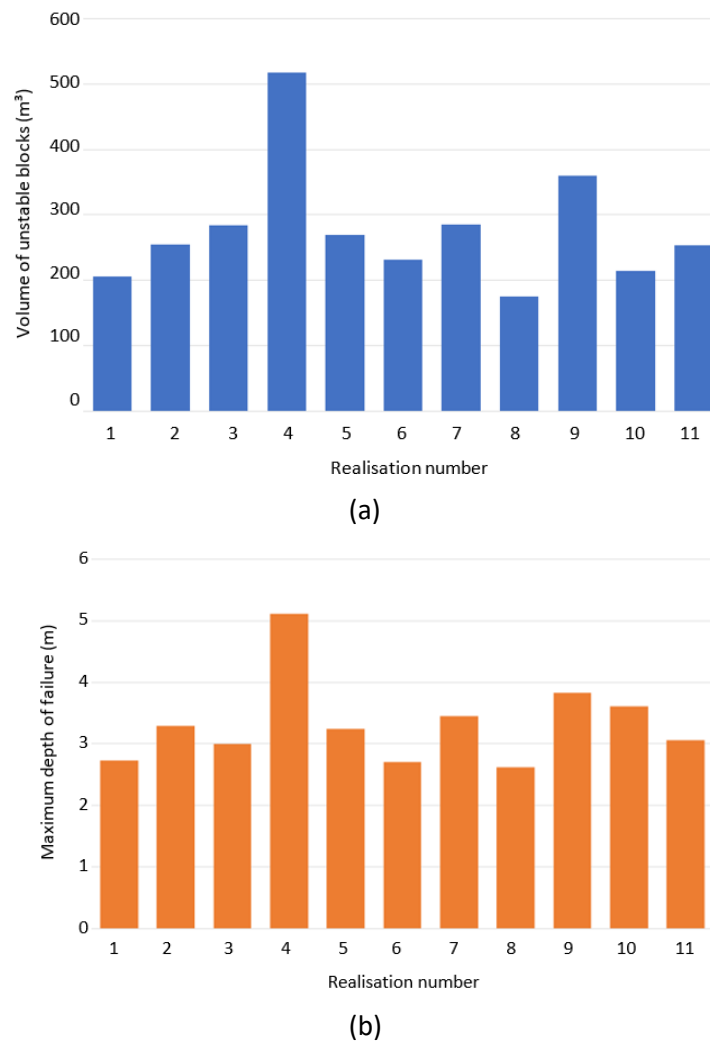 600
500
400
300
200
100
0
Volume of unstable blocks (m³)
1 2 3 4 5 6 7 8 9 10 11
Realisation number
(a)
6
5
4
3
2
1
0
Maximum depth of failure (m)
1 2 3 4 5 6 7 8 9 10 11
Realisation number
(b)